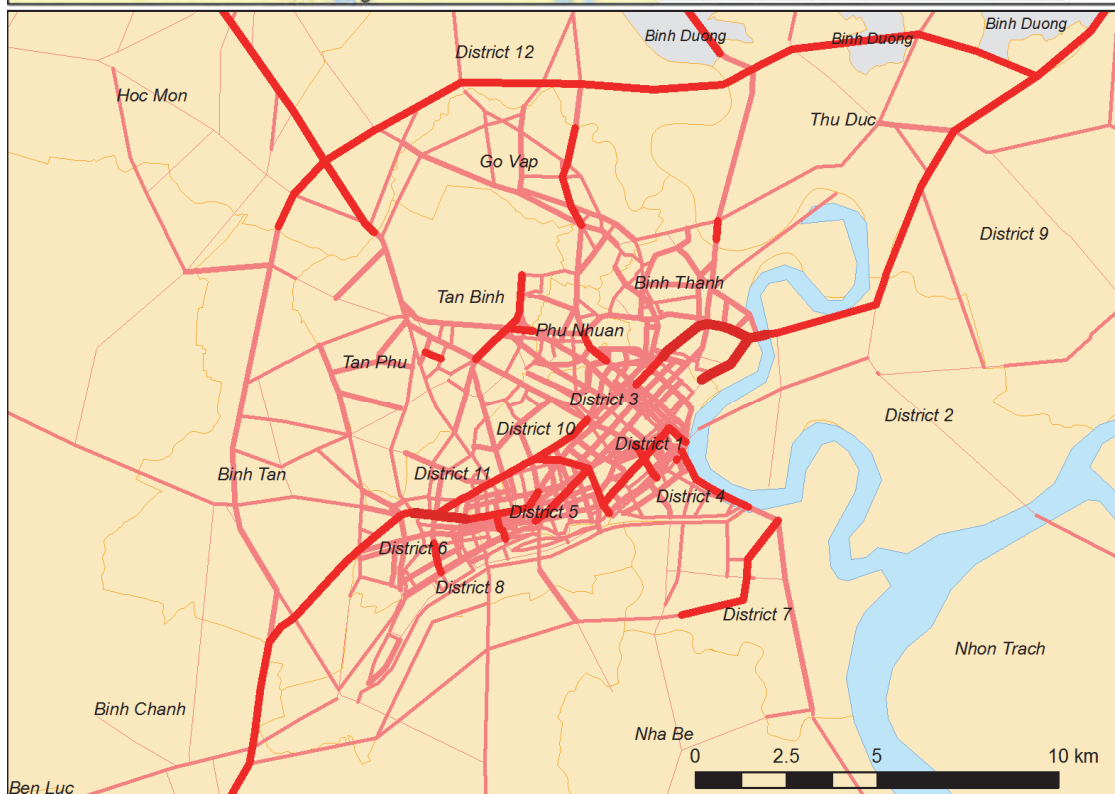 Binh Duong
Binh Duong
Binh Duong
District 12
Hoc Mon
Thu Duc
Go Vap
District 9
Binh Thanh
Tan Binh
Phu Nhuan
Tan Phu
District 3
District 2
District 10
District 1
Binh Tan
District 11
District 4
District 5
District 6
District 8
District 7
Nhon Trach
Binh Chanh
Nha Be
0 2.5 5 10 km
Ben Luc